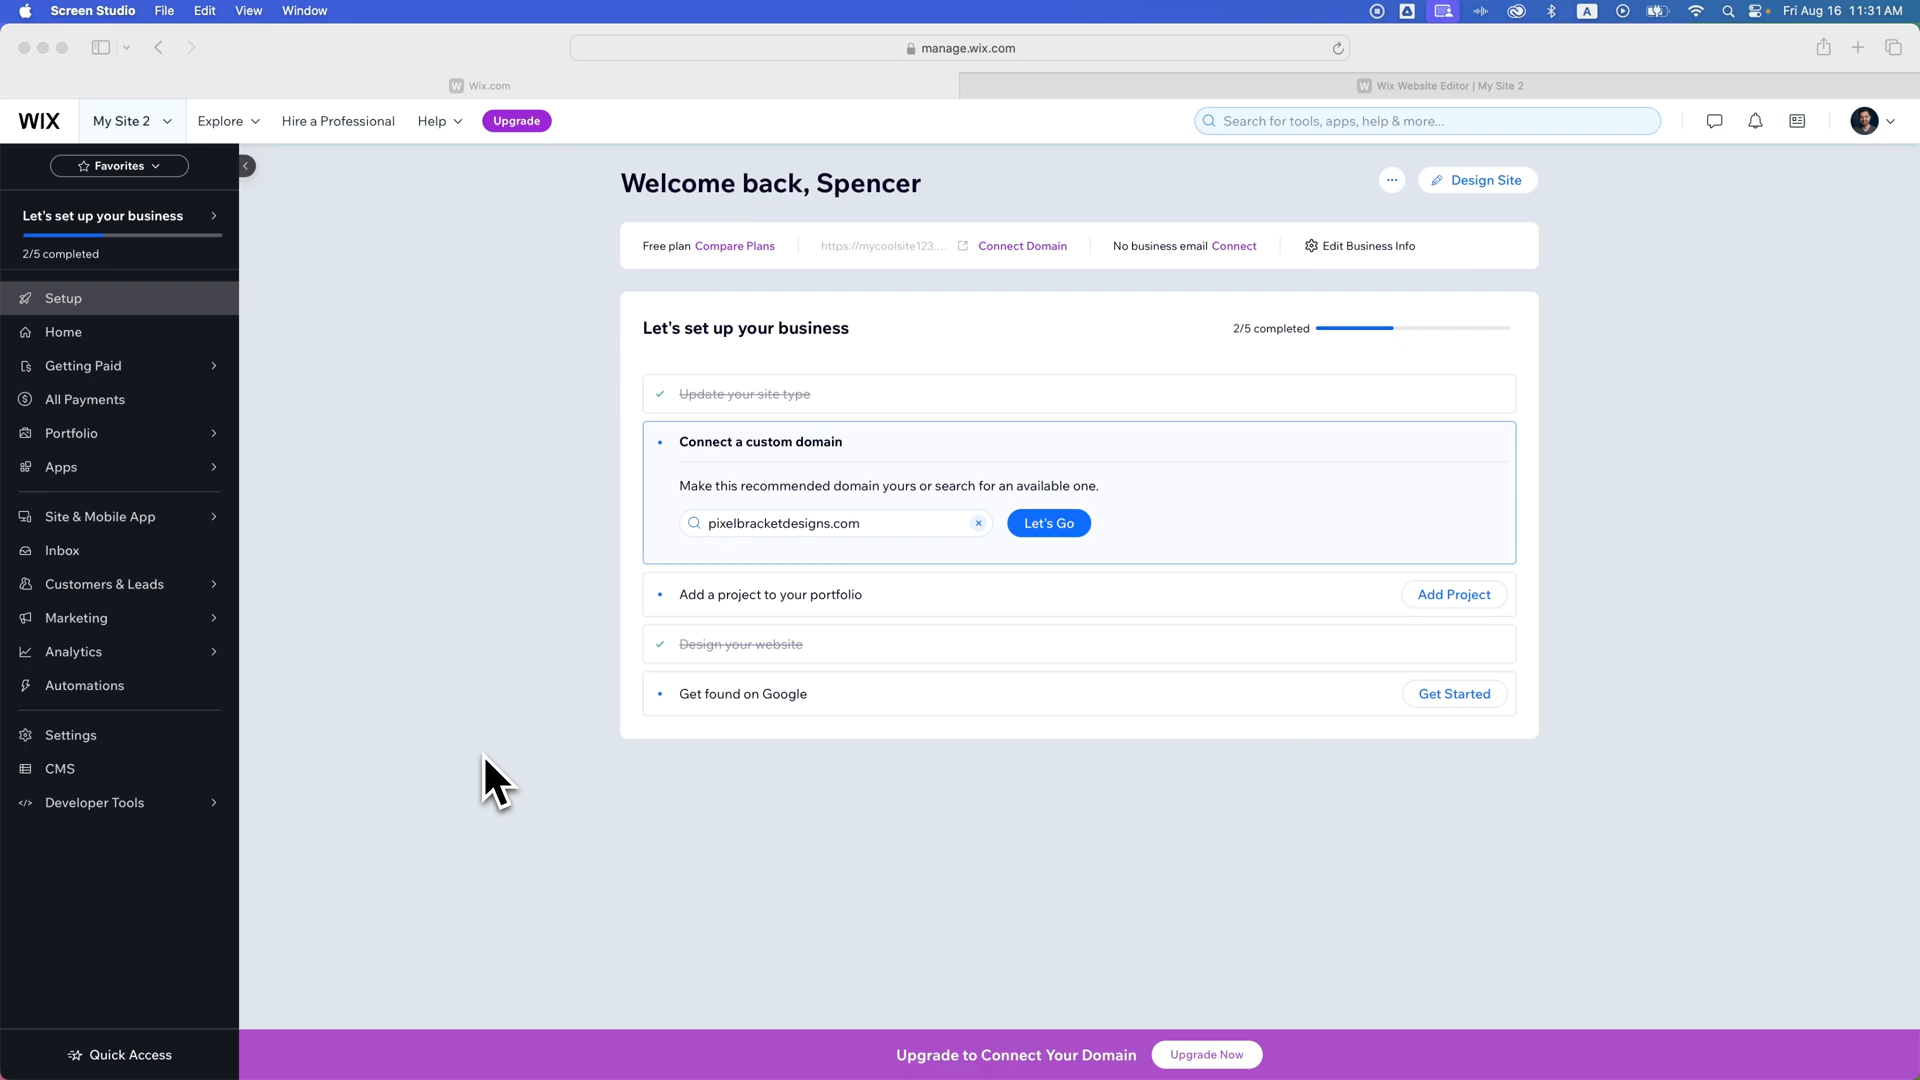 Screen Studio File Edit View Window
A Fri Aug 16 11:31 AM
manage.wix.com
W Wix.com
W Wix Website Editor | My Site 2
WIX My Site 2 Explore Hire a Professional Help Upgrade
Search for tools, apps, help & more...
Favorites
Let's set up your business
2/5 completed
Setup
Home
Getting Paid
All Payments
Portfolio
Apps
Site & Mobile App
Inbox
Customers & Leads
Marketing
Analytics
Automations
Settings
CMS
Developer Tools
Quick Access
Welcome back, Spencer
Design Site
Free plan Compare Plans https://mycoolsite123.... Connect Domain No business email Connect Edit Business Info
Let's set up your business
2/5 completed
Update your site type
Connect a custom domain
Make this recommended domain yours or search for an available one.
pixelbracketdesigns.com Let's Go
Add a project to your portfolio Add Project
Design your website
Get found on Google Get Started
Upgrade to Connect Your Domain Upgrade Now